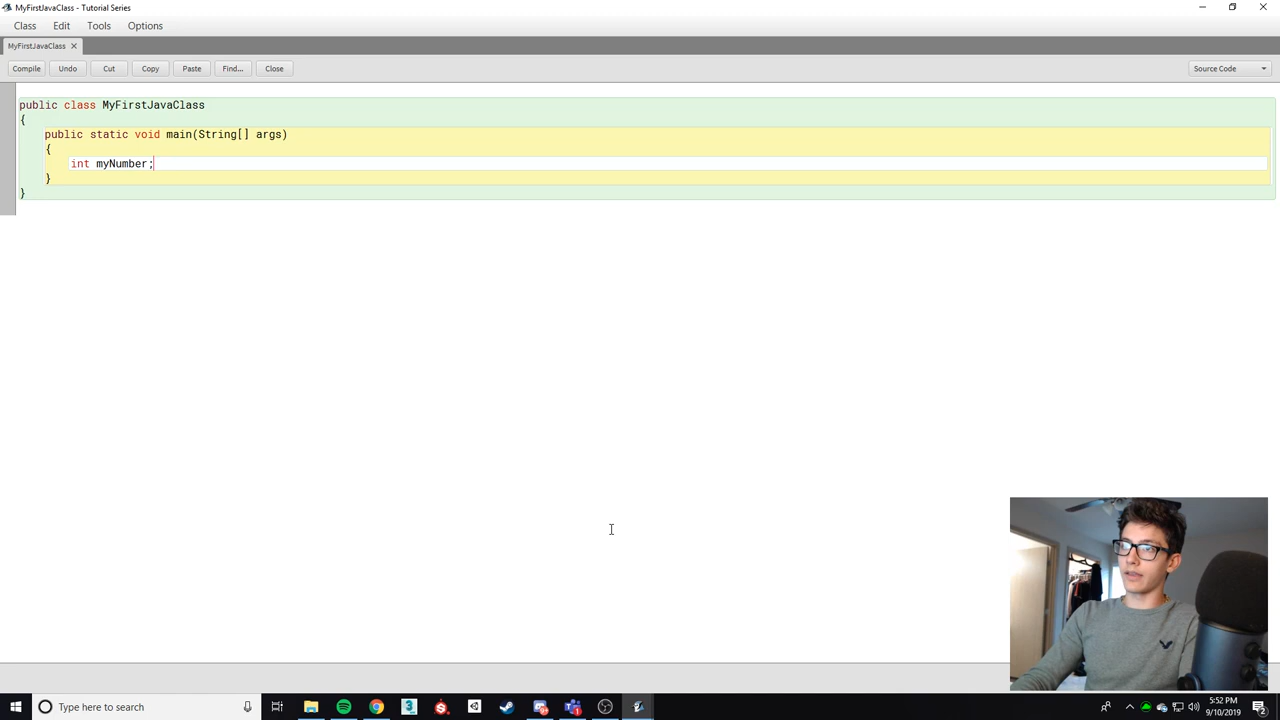 MyFirstJavaClass - Tutorial Series
Class Edit Tools Options
MyFirstJavaClass
Compile Undo Cut Copy Paste Find... Close Source Code
public class MyFirstJavaClass
{
public static void main(String[] args)
{
int myNumber;
}
}
Type here to search
5:52 PM
9/10/2019